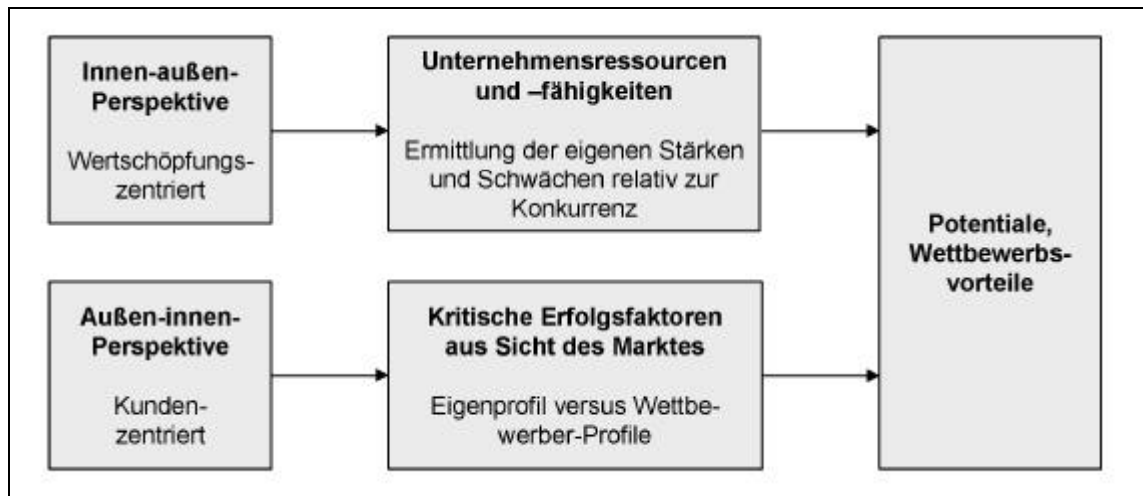 Innen-außen-
Perspektive
Wertschöpfungs-
zentriert
Unternehmensressourcen
und –fähigkeiten
Ermittlung der eigenen Stärken
und Schwächen relativ zur
Konkurrenz
Außen-innen-
Perspektive
Kunden-
zentriert
Kritische Erfolgsfaktoren
aus Sicht des Marktes
Eigenprofil versus Wettbe-
werber-Profile
Potentiale,
Wettbewerbs-
vorteile